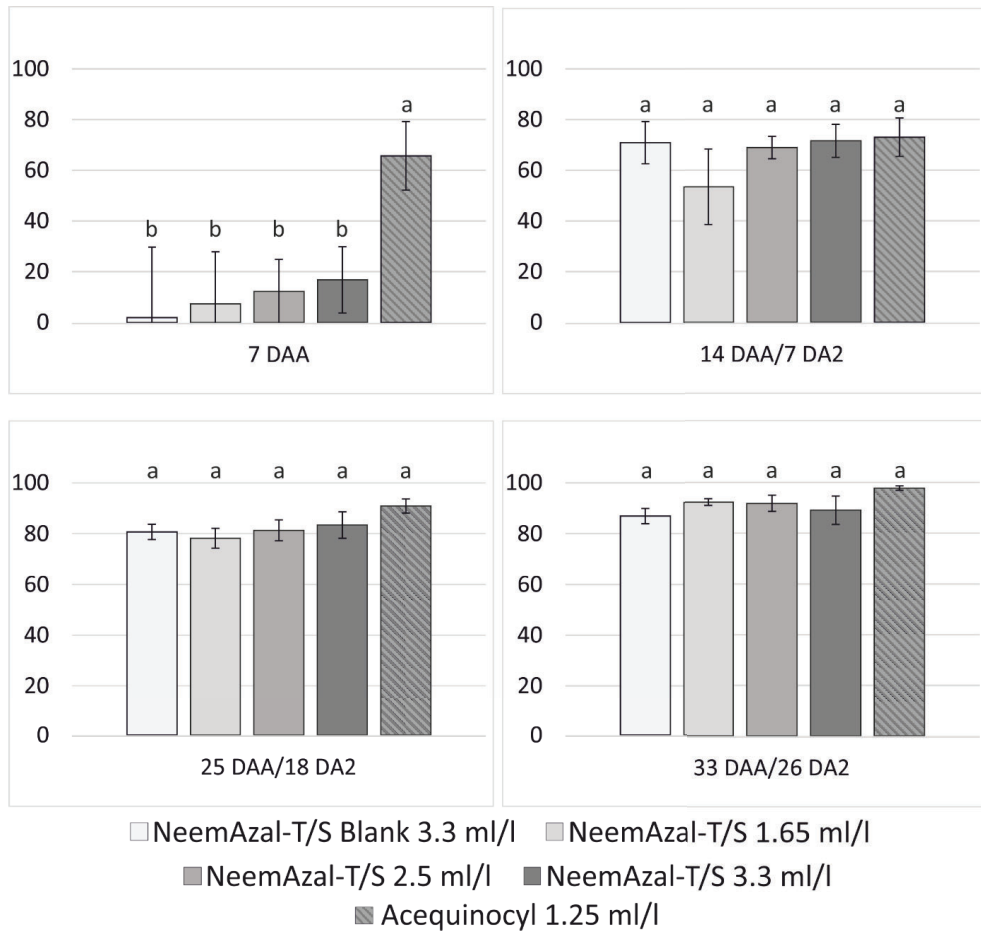 100
80
60
40
20
0
b b b b a
7 DAA
100
80
60
40
20
0
a a a a a
14 DAA/7 DA2
100
80
60
40
20
0
a a a a a
25 DAA/18 DA2
100
80
60
40
20
0
a a a a a
33 DAA/26 DA2
NeemAzal-T/S Blank 3.3 ml/l NeemAzal-T/S 1.65 ml/l
NeemAzal-T/S 2.5 ml/l NeemAzal-T/S 3.3 ml/l
Acequinocyl 1.25 ml/l